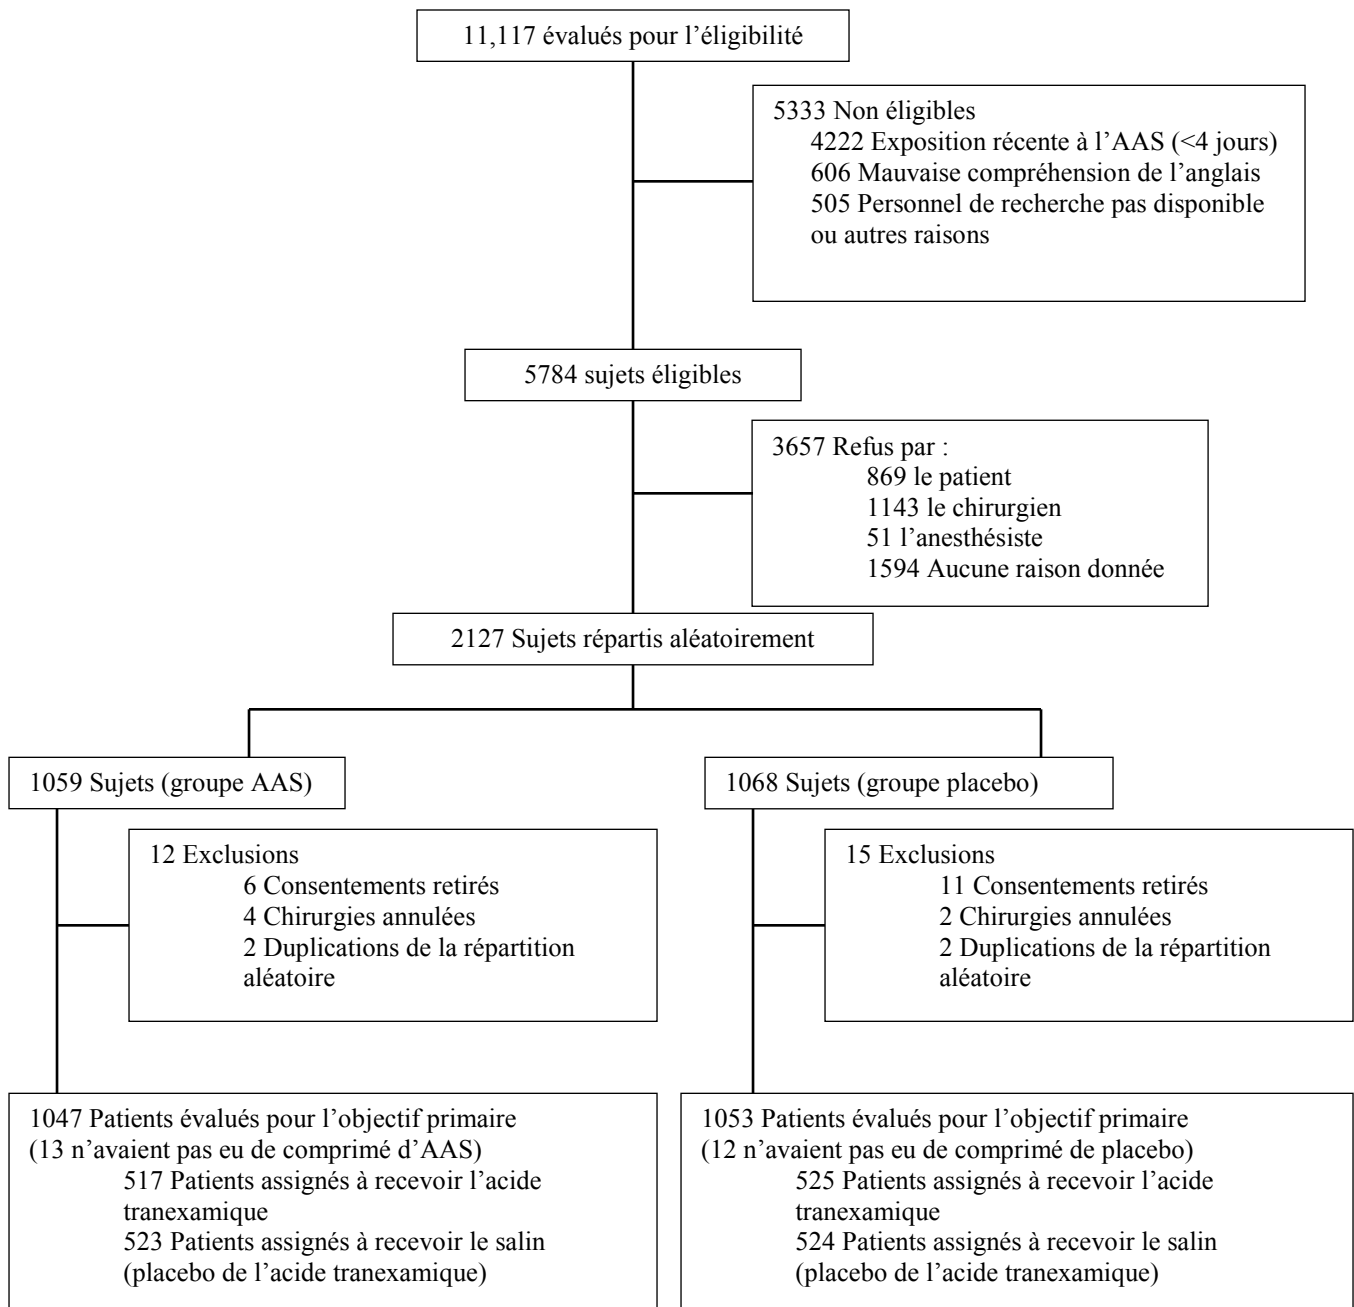 11,117 évalués pour l’éligibilité
5333 Non éligibles
4222 Exposition récente à l’AAS (<4 jours)
606 Mauvaise compréhension de l’anglais
505 Personnel de recherche pas disponible
ou autres raisons
5784 sujets éligibles
3657 Refus par :
869 le patient
1143 le chirurgien
51 l’anesthésiste
1594 Aucune raison donnée
2127 Sujets répartis aléatoirement
1059 Sujets (groupe AAS)
12 Exclusions
6 Consentements retirés
4 Chirurgies annulées
2 Duplications de la répartition
aléatoire
1047 Patients évalués pour l’objectif primaire
(13 n’avaient pas eu de comprimé d’AAS)
517 Patients assignés à recevoir l’acide
tranexamique
523 Patients assignés à recevoir le salin
(placebo de l’acide tranexamique)
1068 Sujets (groupe placebo)
15 Exclusions
11 Consentements retirés
2 Chirurgies annulées
2 Duplications de la répartition
aléatoire
1053 Patients évalués pour l’objectif primaire
(12 n’avaient pas eu de comprimé de placebo)
525 Patients assignés à recevoir l’acide
tranexamique
524 Patients assignés à recevoir le salin
(placebo de l’acide tranexamique)